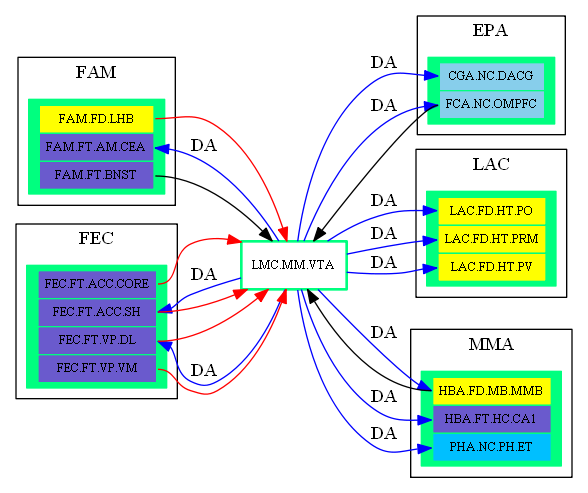 FAM
FAM.FD.LHB
FAM.FT.AM.CEA
FAM.FT.BNST
DA
FEC
FEC.FT.ACC.CORE
FEC.FT.ACC.SH
FEC.FT.VP.DL
FEC.FT.VP.VM
DA
DA
LMC.MM.VTA
EPA
CGA.NC.DACG
FCA.NC.OMPFC
DA
DA
LAC
LAC.FD.HT.PO
LAC.FD.HT.PRM
LAC.FD.HT.PV
DA
DA
DA
MMA
HBA.FD.MB.MMB
HBA.FT.HC.CA1
PHA.NC.PH.ET
DA
DA
DA